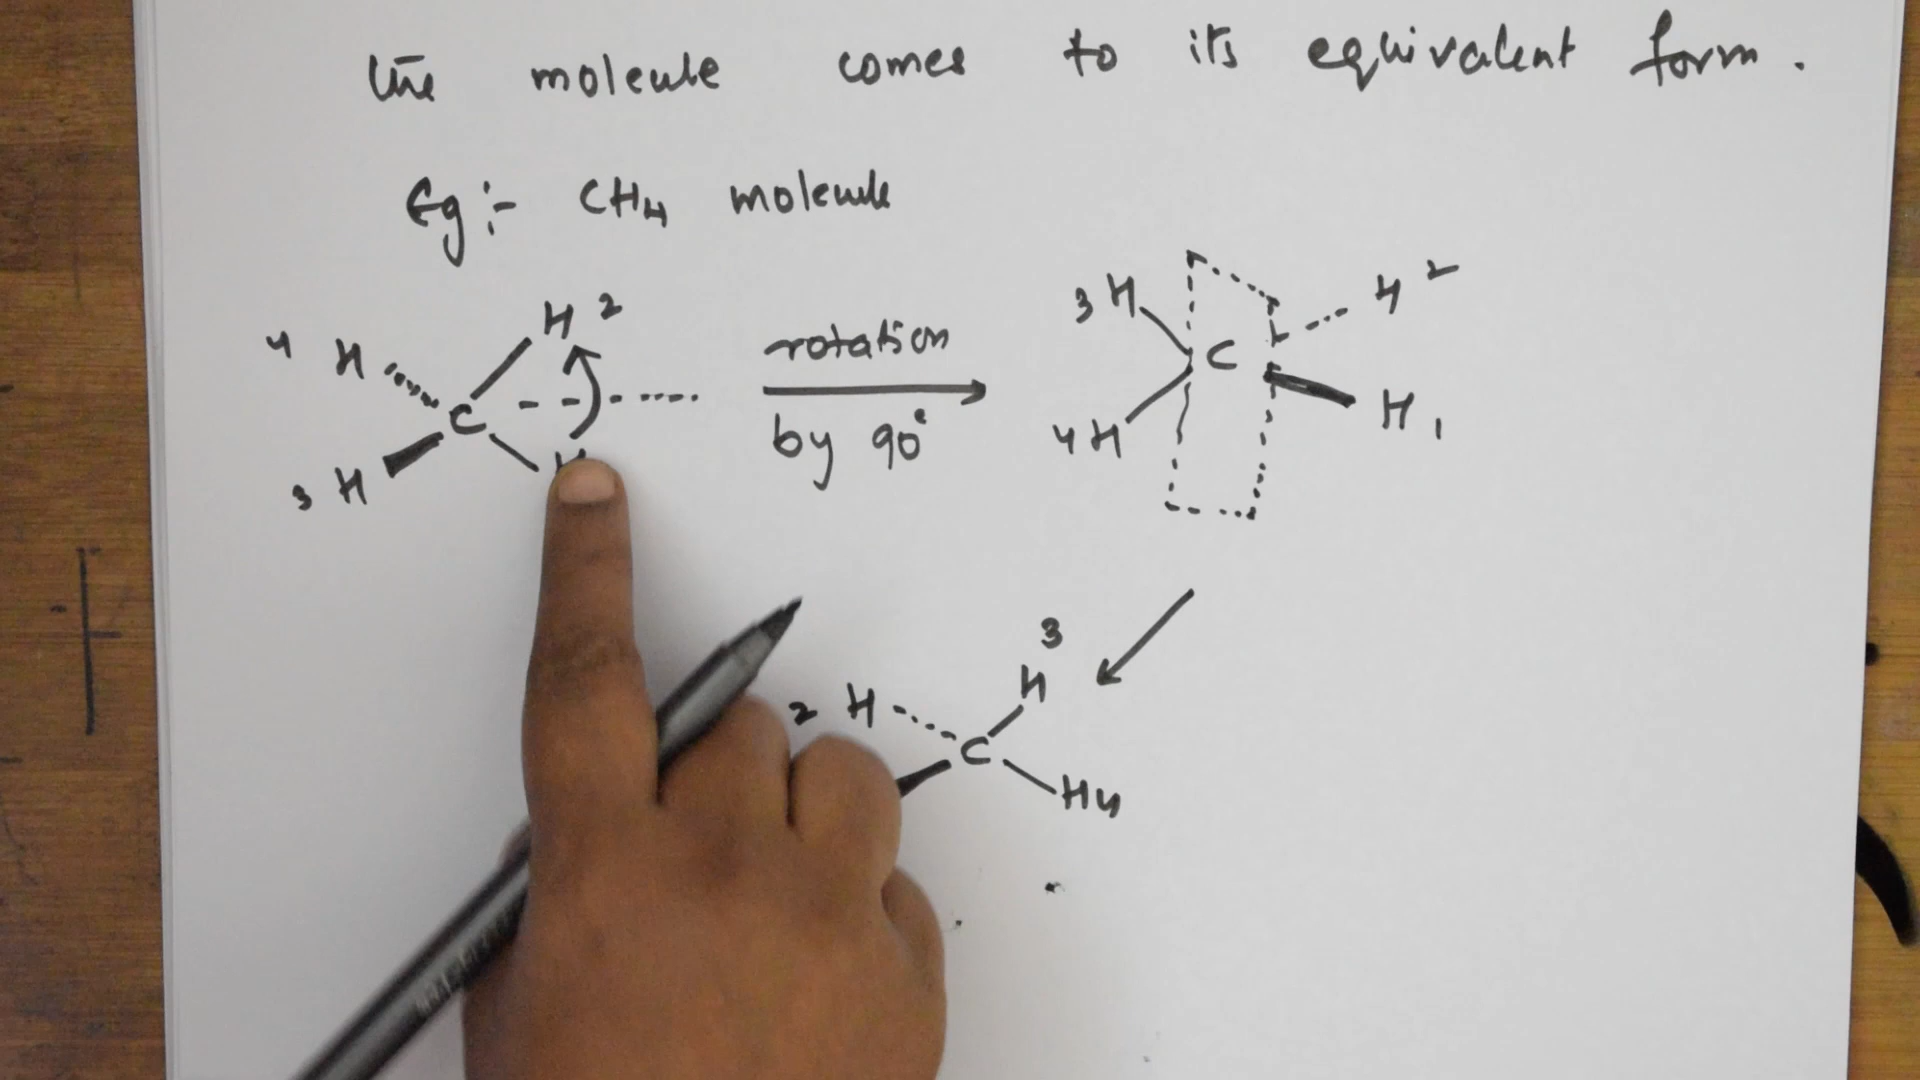 the molecule comes to its equivalent form.
Eg:- CH4 molecule
H 2
4 H
C
3 H
rotation
by 90°
3 H
H 2
C
4 H
H 1
3
H
2 H
C
H4